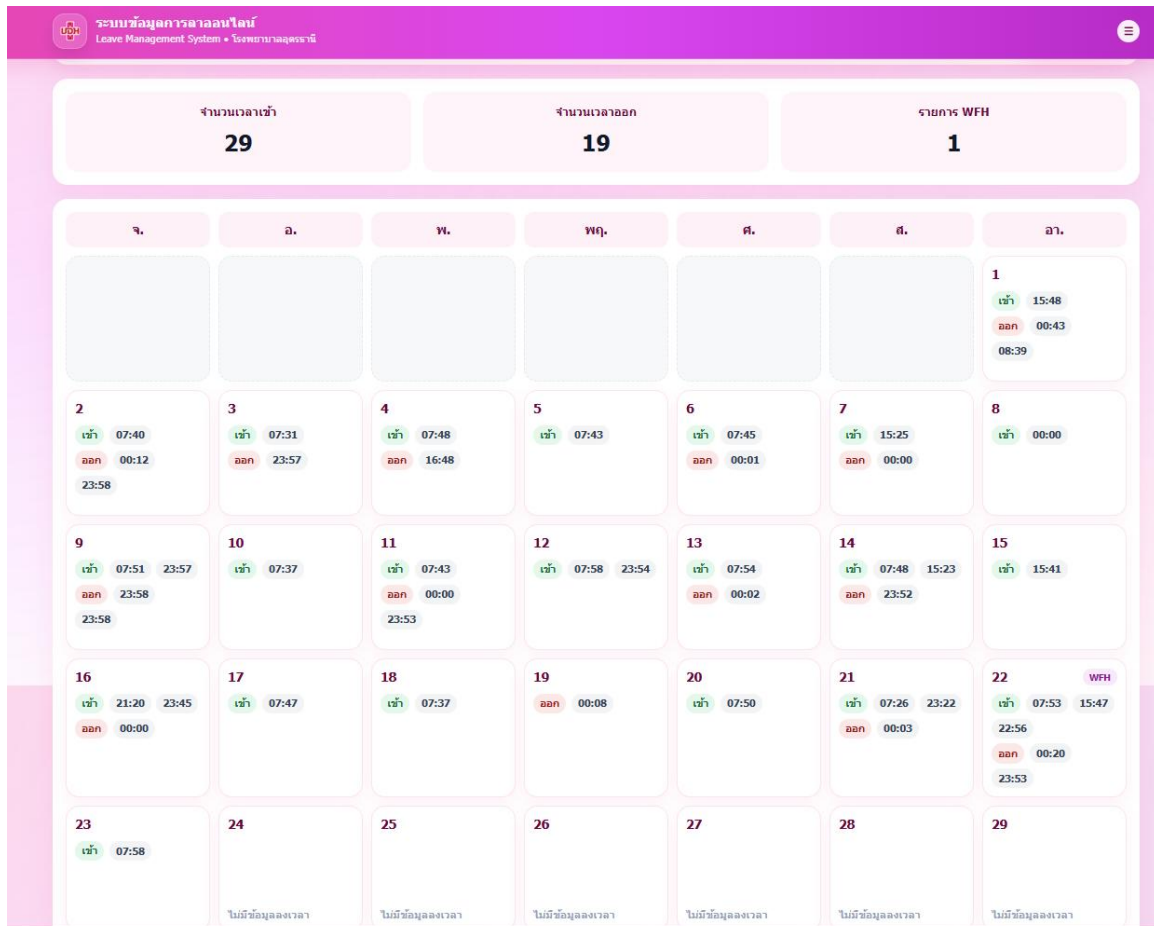 UDH
ระบบข้อมูลการลาออนไลน์
Leave Management System • โรงพยาบาลอุดรธานี
จำนวนเวลาเข้า
29
จำนวนเวลาออก
19
รายการ WFH
1
จ. อ. พ. พฤ. ศ. ส. อา.
1
เข้า 15:48
ออก 00:43
08:39
2
เข้า 07:40
ออก 00:12
23:58
3
เข้า 07:31
ออก 23:57
4
เข้า 07:48
ออก 16:48
5
เข้า 07:43
6
เข้า 07:45
ออก 00:01
7
เข้า 15:25
ออก 00:00
8
เข้า 00:00
9
เข้า 07:51 23:57
ออก 23:58
23:58
10
เข้า 07:37
11
เข้า 07:43
ออก 00:00
23:53
12
เข้า 07:58 23:54
13
เข้า 07:54
ออก 00:02
14
เข้า 07:48 15:23
ออก 23:52
15
เข้า 15:41
16
เข้า 21:20 23:45
ออก 00:00
17
เข้า 07:47
18
เข้า 07:37
19
ออก 00:08
20
เข้า 07:50
21
เข้า 07:26 23:22
ออก 00:03
22 WFH
เข้า 07:53 15:47
22:56
ออก 00:20
23:53
23
เข้า 07:58
24
ไม่มีข้อมูลลงเวลา
25
ไม่มีข้อมูลลงเวลา
26
ไม่มีข้อมูลลงเวลา
27
ไม่มีข้อมูลลงเวลา
28
ไม่มีข้อมูลลงเวลา
29
ไม่มีข้อมูลลงเวลา